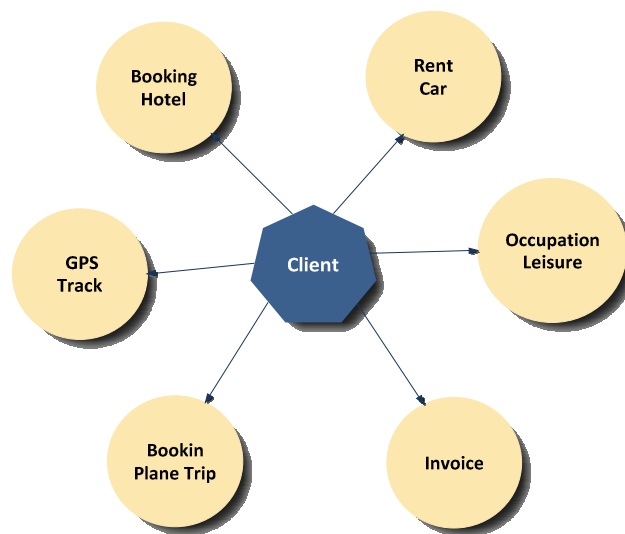 Booking
Hotel
Rent
Car
GPS
Track
Client
Occupation
Leisure
Bookin
Plane Trip
Invoice